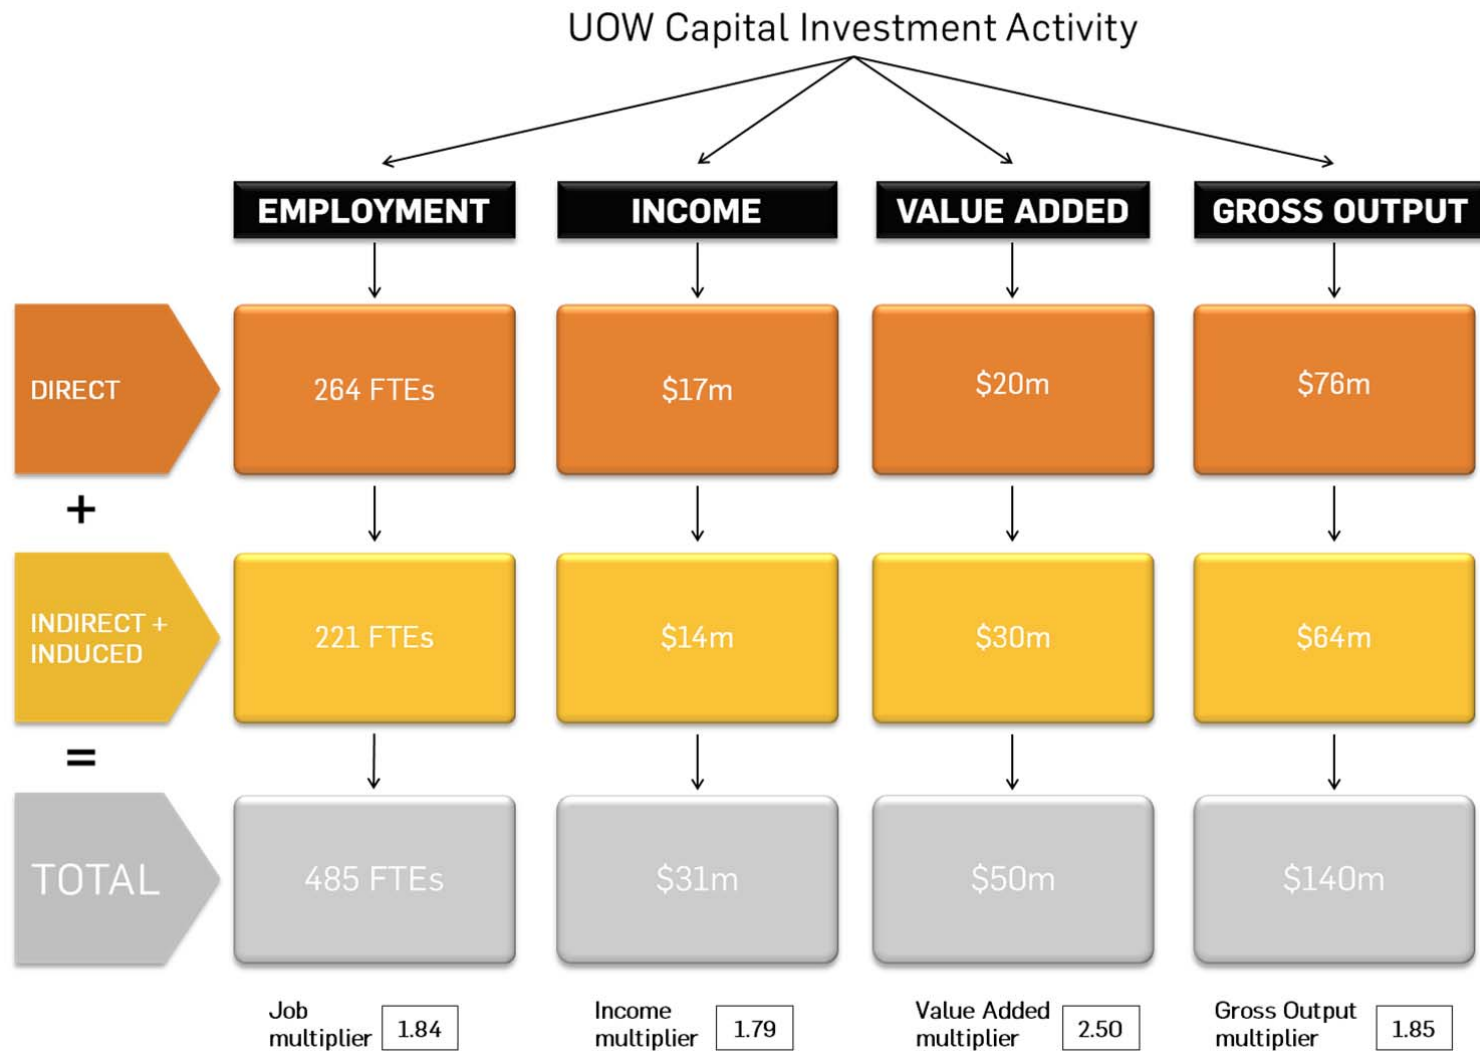 UOW Capital Investment Activity
EMPLOYMENT
INCOME
VALUE ADDED
GROSS OUTPUT
DIRECT
264 FTEs
$17m
$20m
$76m
+
INDIRECT +
INDUCED
221 FTEs
$14m
$30m
$64m
=
TOTAL
485 FTEs
$31m
$50m
$140m
Job
multiplier
1.84
Income
multiplier
1.79
Value Added
multiplier
2.50
Gross Output
multiplier
1.85